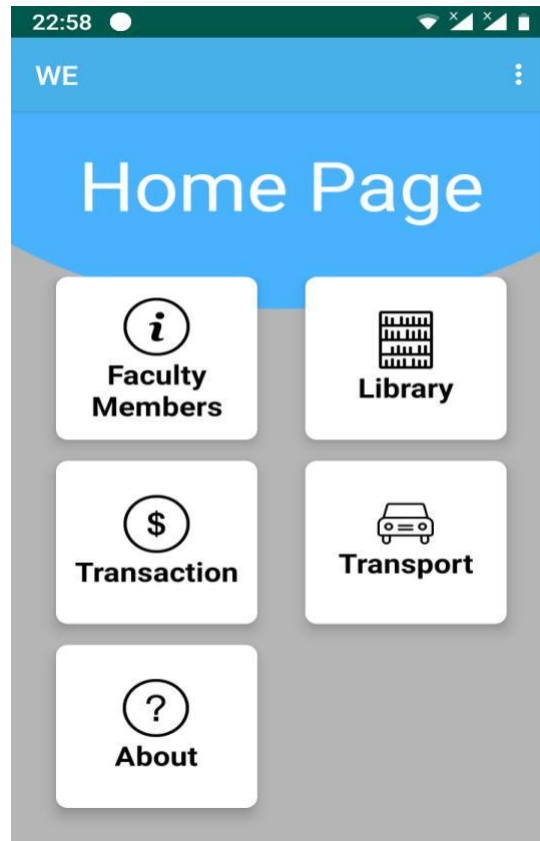 22:58
WE
Home Page
i
Faculty
Members
Library
$
Transaction
Transport
?
About